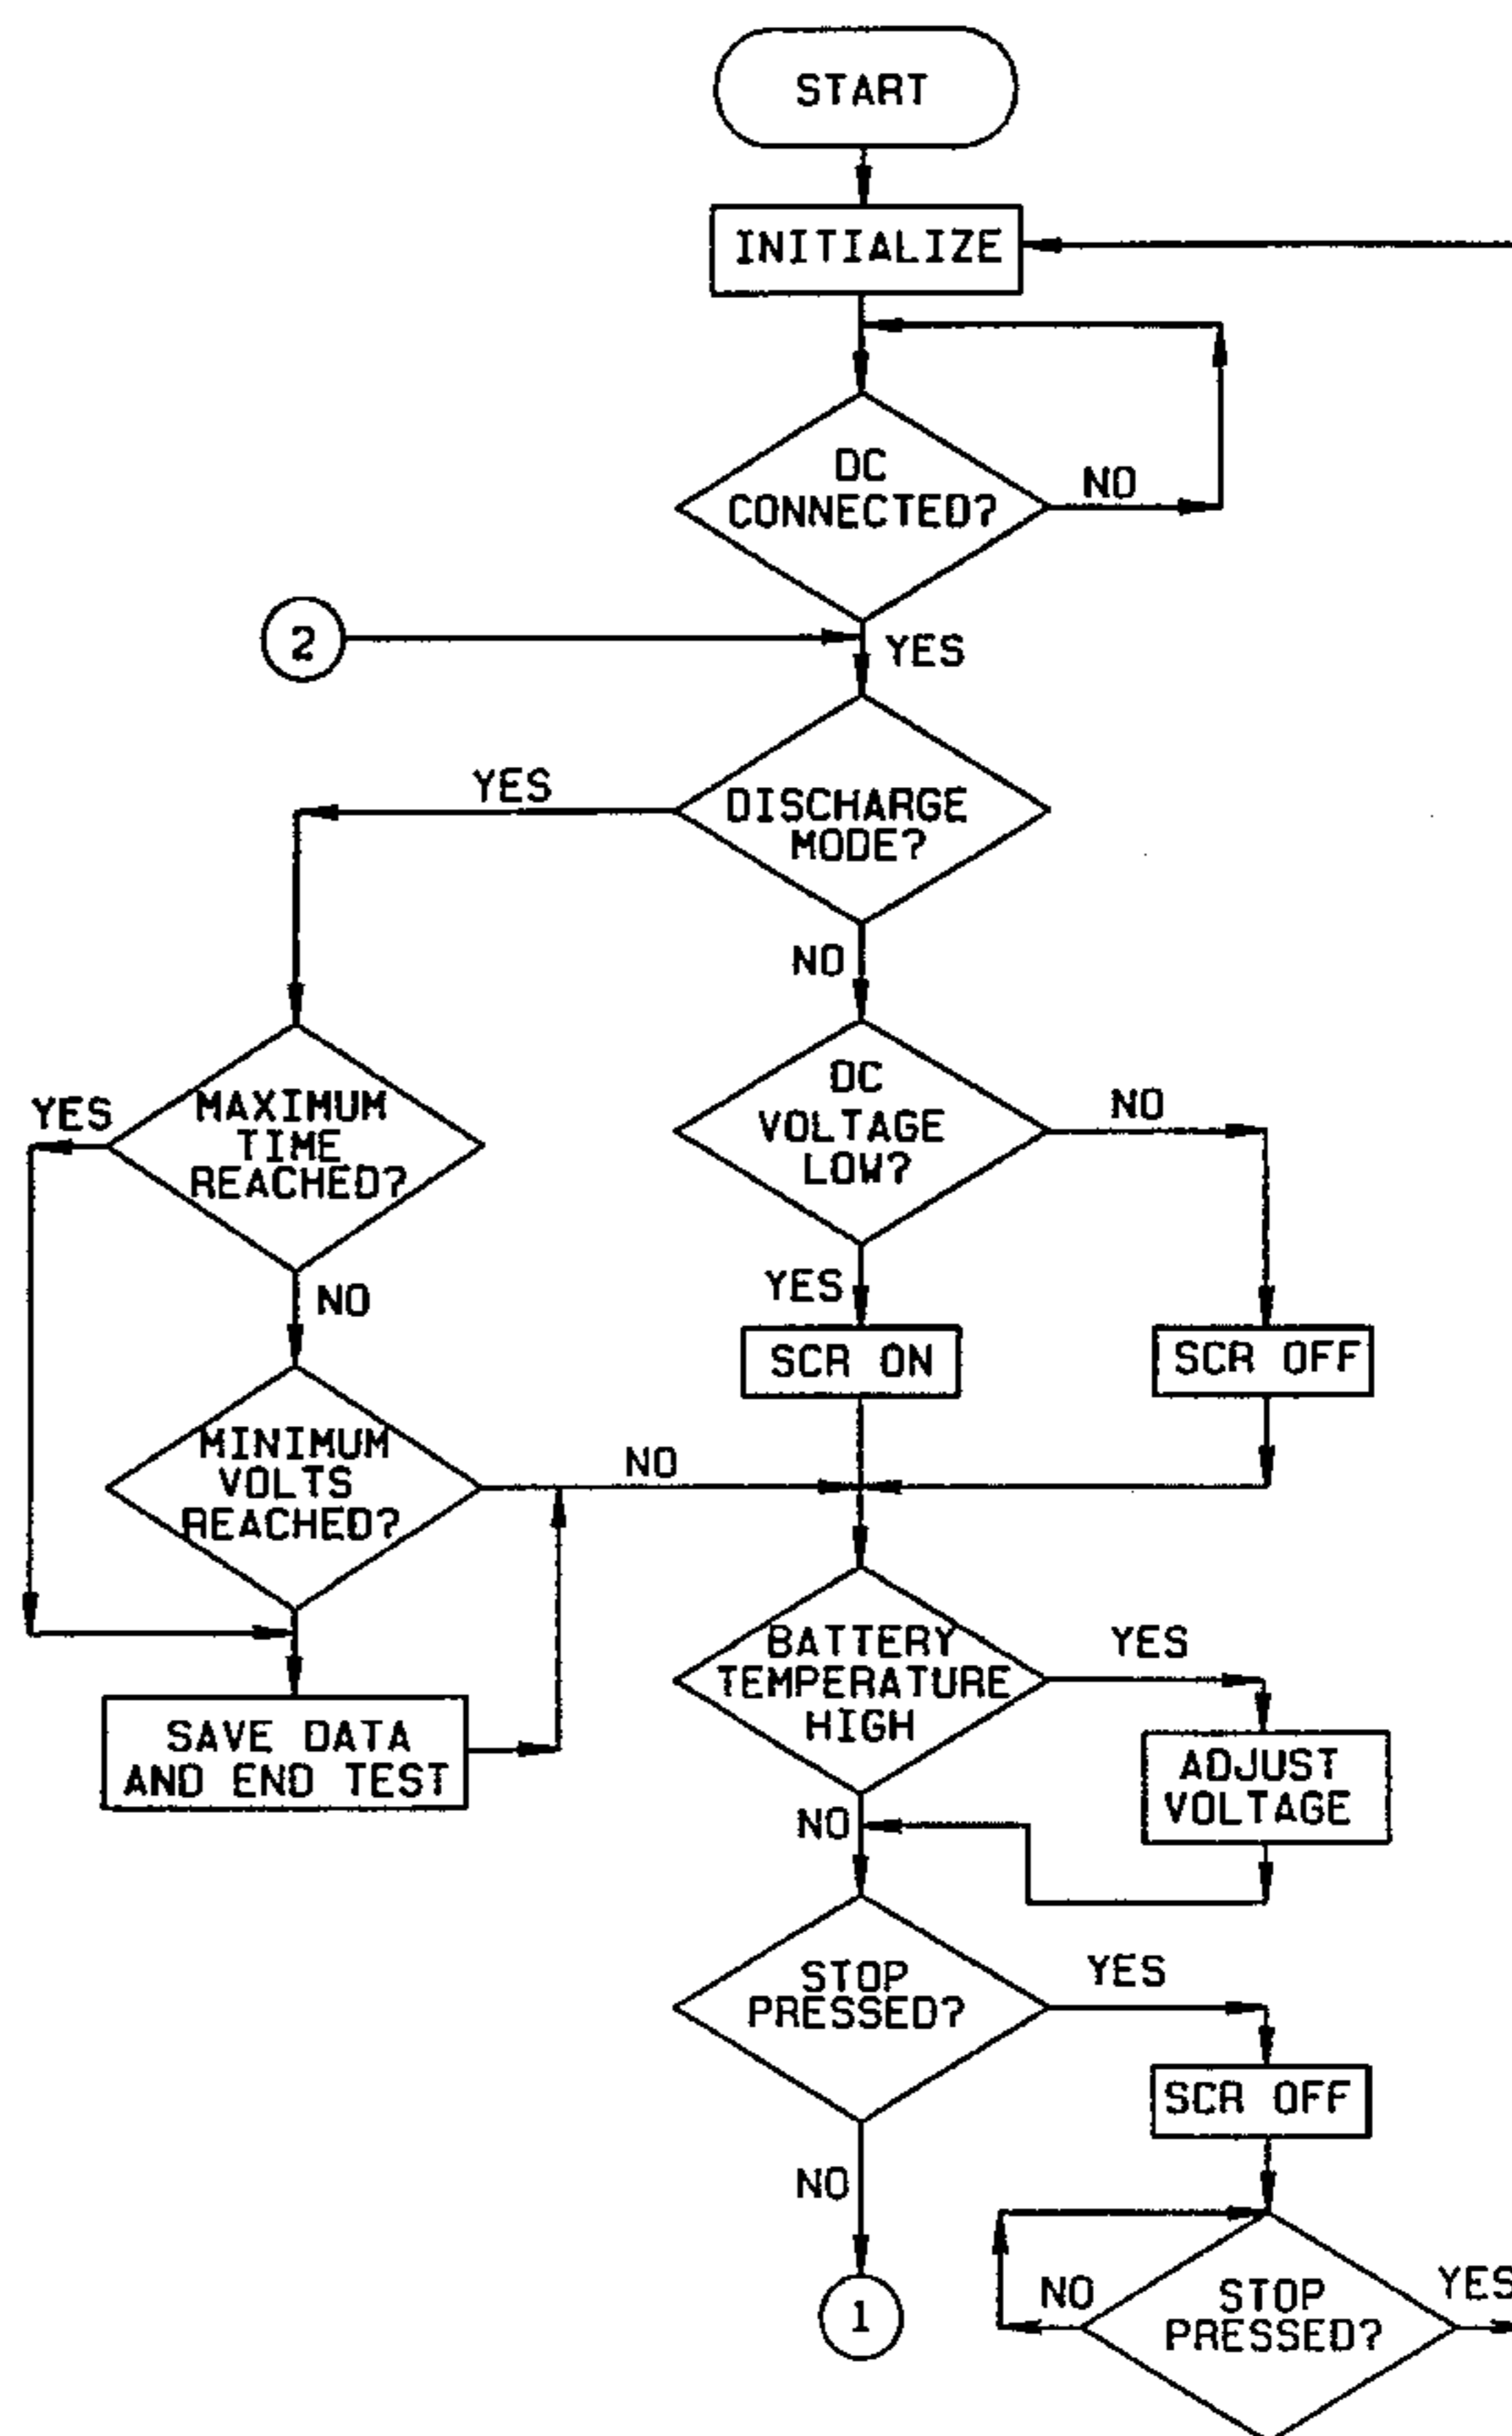 START
INITIALIZE
DC
CONNECTED?
NO
2
YES
YES
DISCHARGE
MODE?
NO
YES
MAXIMUM
TIME
REACHED?
DC
VOLTAGE
LOW?
NO
NO
YES
SCR ON
SCR OFF
MINIMUM
VOLTS
REACHED?
NO
BATTERY
TEMPERATURE
HIGH
YES
SAVE DATA
AND END TEST
ADJUST
VOLTAGE
NO
STOP
PRESSED?
YES
SCR OFF
NO
1
NO
STOP
PRESSED?
YES